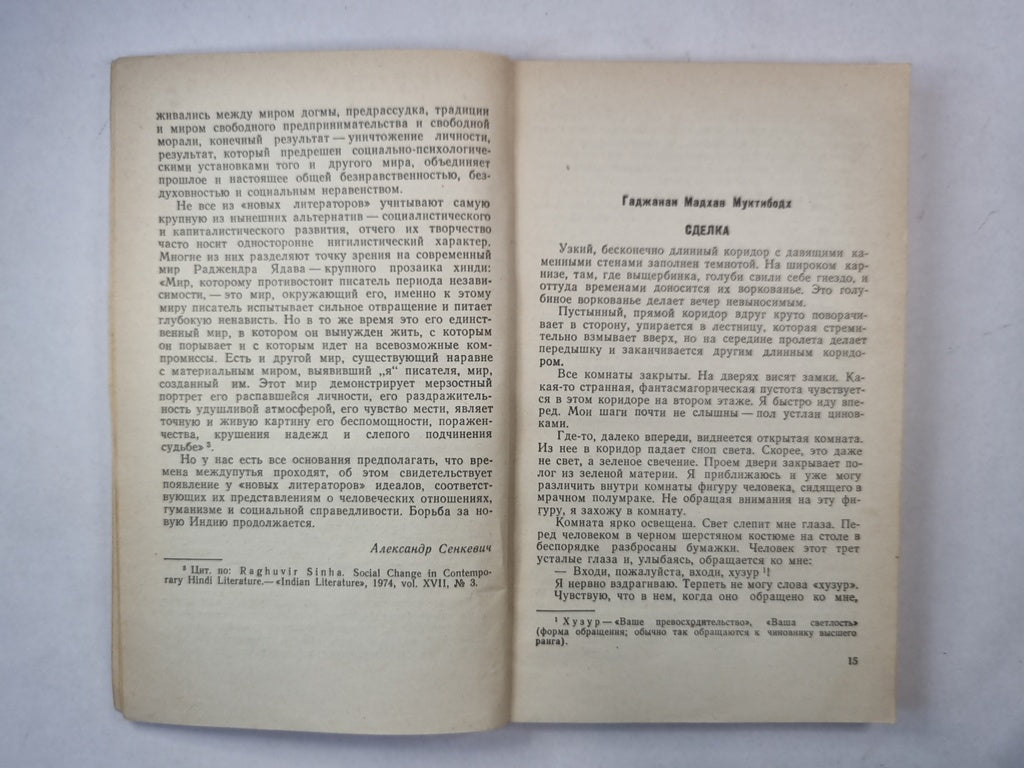 живались между миром догмы, предрассудка, традиции
и миром свободного предпринимательства и свободной
морали, конечный результат — уничтожение личности,
результат, который предрешен социально-психологиче-
скими установками того и другого мира, объединяет
прошлое и настоящее общей безнравственностью, без-
духовностью и социальным неравенством.
Не все из «новых литераторов» учитывают самую
крупную из нынешних альтернатив — социалистического
и капиталистического развития, отчего их творчество
часто носит односторонне нигилистический характер.
Многие из них разделяют точку зрения на современный
мир Раджендра Ядава — крупного прозаика хинди:
«Мир, которому противостоит писатель периода незави-
симости, — это мир, окружающий его, именно к этому
миру писатель испытывает сильное отвращение и питает
глубокую ненависть. Но в то же время это его единст-
венный мир, в котором он вынужден жить, с которым
он порывает и с которым идет на всевозможные ком-
промиссы. Есть и другой мир, существующий наравне
с материальным миром, выявивший „я“ писателя, мир,
созданный им. Этот мир демонстрирует мерзостный
портрет его распавшейся личности, его раздражитель-
ность удушливой атмосферой, его чувство мести, являет
точную и живую картину его беспомощности, поражен-
чества, крушения надежд и слепого подчинения
судьбе» ³.
Но у нас есть все основания предполагать, что вре-
мена междупутья проходят, об этом свидетельствует
появление у «новых литераторов» идеалов, соответст-
вующих их представлениям о человеческих отношениях,
гуманизме и социальной справедливости. Борьба за но-
вую Индию продолжается.
Александр Сенкевич
³ Цит. по: Raghuvir Sinha. Social Change in Contempo-
rary Hindi Literature.— «Indian Literature», 1974, vol. XVII, № 3.
Гаджанан Мадхав Муктибодх
СДЕЛКА
Узкий, бесконечно длинный коридор с давящими ка-
менными стенами заполнен темнотой. На широком кар-
низе, там, где выщербинка, голуби свили себе гнездо, и
оттуда временами доносится их воркованье. Это голу-
биное воркованье делает вечер невыносимым.
Пустынный, прямой коридор вдруг круто поворачи-
вает в сторону, упирается в лестницу, которая стреми-
тельно взмывает вверх, но на середине пролета делает
передышку и заканчивается другим длинным коридо-
ром.
Все комнаты закрыты. На дверях висят замки. Ка-
кая-то странная, фантасмагорическая пустота чувствует-
ся в этом коридоре на втором этаже. Я быстро иду впе-
ред. Мои шаги почти не слышны — пол устлан цинов-
ками.
Где-то, далеко впереди, виднеется открытая комната.
Из нее в коридор падает сноп света. Скорее, это даже
не свет, а зеленое свечение. Проем двери закрывает по-
лог из зеленой материи. Я приближаюсь и уже могу
различить внутри комнаты фигуру человека, сидящего в
мрачном полумраке. Не обращая внимания на эту фи-
гуру, я захожу в комнату.
Комната ярко освещена. Свет слепит мне глаза. Пе-
ред человеком в черном шерстяном костюме на столе в
беспорядке разбросаны бумажки. Человек этот трет
усталые глаза и, улыбаясь, обращается ко мне:
— Входи, пожалуйста, входи, хузур ¹!
Я нервно вздрагиваю. Терпеть не могу слова «хузур».
Чувствую, что в нем, когда оно обращено ко мне,
¹ Хузур — «Ваше превосходительство», «Ваша светлость»
(форма обращения; обычно так обращаются к чиновнику высшего
ранга).
15